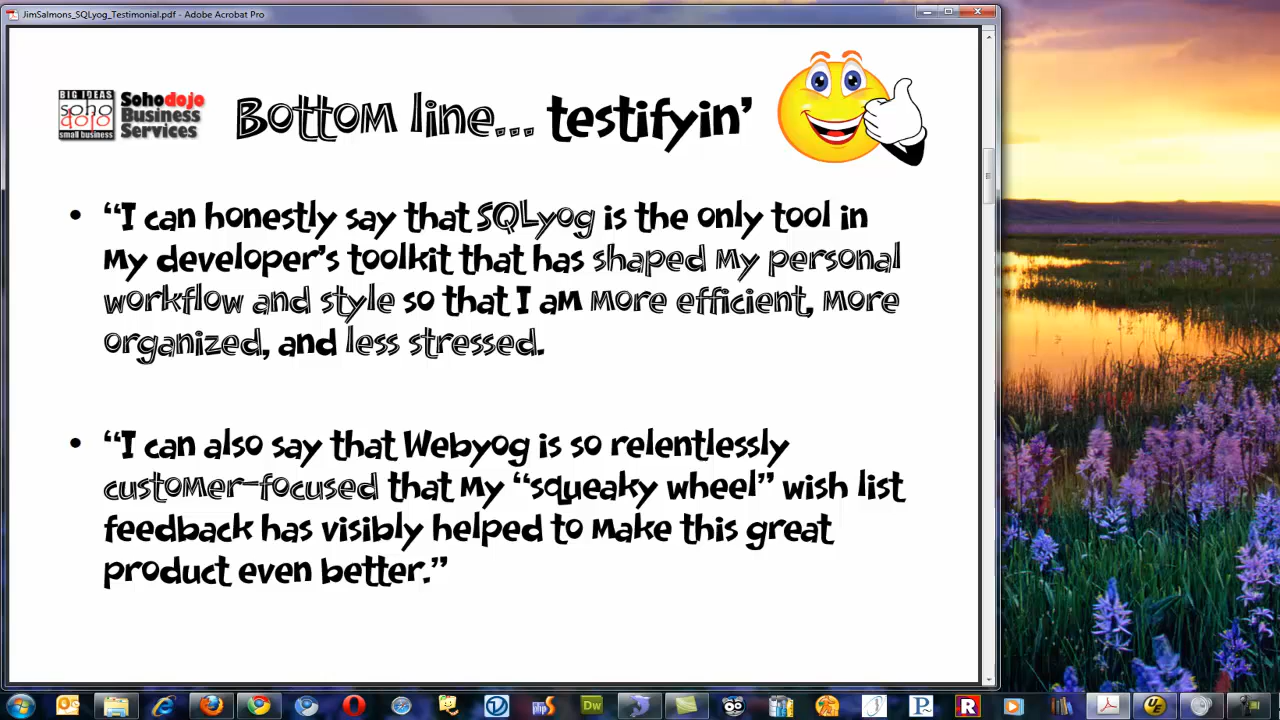 JimSalmons_SQLyog_Testimonial.pdf - Adobe Acrobat Pro
BIG IDEAS
soho
dojo
small business
Sohodojo
Business
Services
Bottom line... testifyin'
• “I can honestly say that SQLyog is the only tool in
my developer's toolkit that has shaped my personal
workflow and style so that I am more efficient, more
organized, and less stressed.
• “I can also say that Webyog is so relentlessly
customer-focused that my “squeaky wheel” wish list
feedback has visibly helped to make this great
product even better.”
php
Dw
P
R
UE